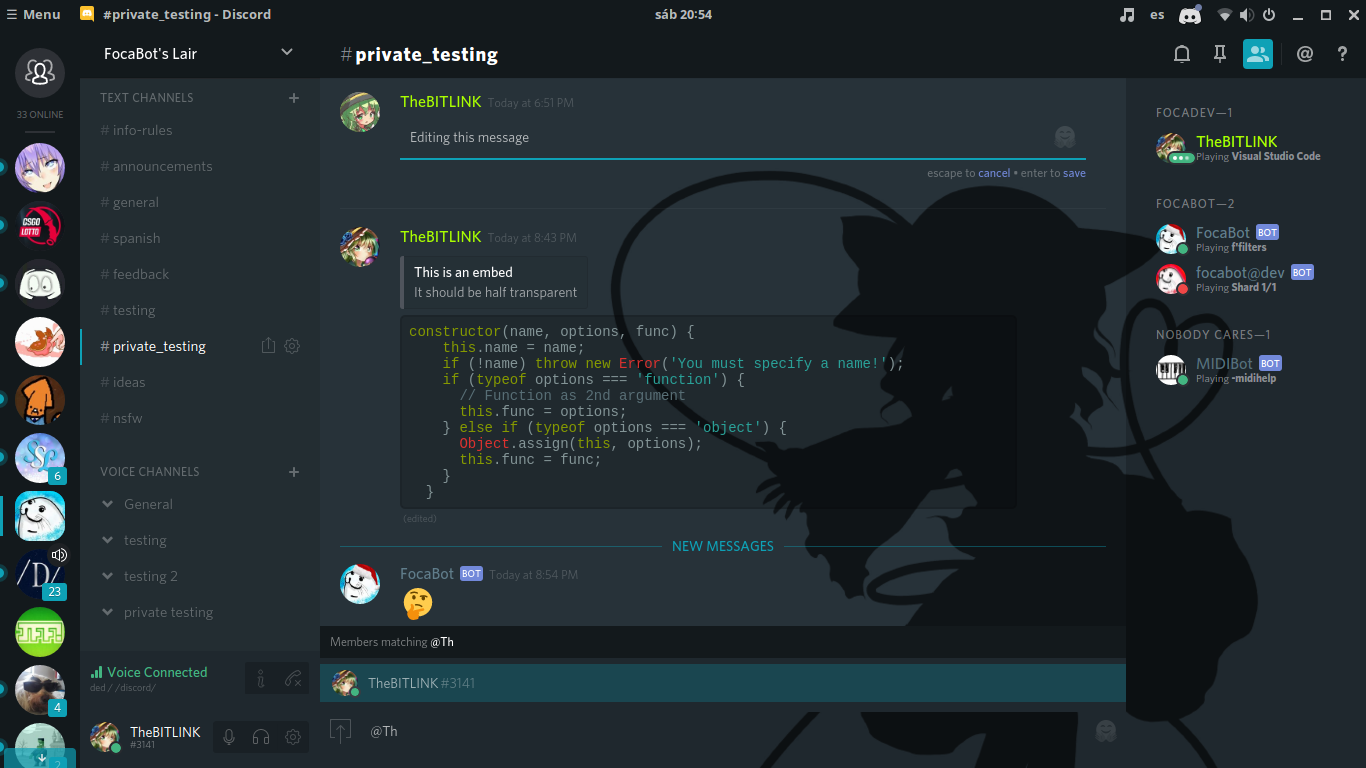 Menu
#private_testing - Discord
sáb 20:54
es
FocaBot's Lair
#private_testing
33 ONLINE
CSGO
LOTTO
6
/D/
23
4
2
TEXT CHANNELS
# info-rules
# announcements
# general
# spanish
# feedback
# testing
# private_testing
# ideas
# nsfw
VOICE CHANNELS
General
testing
testing 2
private testing
Voice Connected
ded / /discord/
TheBITLINK
#3141
TheBITLINK Today at 6:51 PM
Editing this message
escape to cancel • enter to save
TheBITLINK Today at 8:43 PM
This is an embed
It should be half transparent
constructor(name, options, func) {
    this.name = name;
    if (!name) throw new Error('You must specify a name!');
    if (typeof options === 'function') {
      // Function as 2nd argument
      this.func = options;
    } else if (typeof options === 'object') {
      Object.assign(this, options);
      this.func = func;
    }
  }
(edited)
NEW MESSAGES
FocaBot BOT Today at 8:54 PM
Members matching @Th
TheBITLINK #3141
@Th
FOCADEV—1
TheBITLINK
Playing Visual Studio Code
FOCABOT—2
FocaBot BOT
Playing f'filters
focabot@dev BOT
Playing Shard 1/1
NOBODY CARES—1
MIDIBot BOT
Playing -midihelp